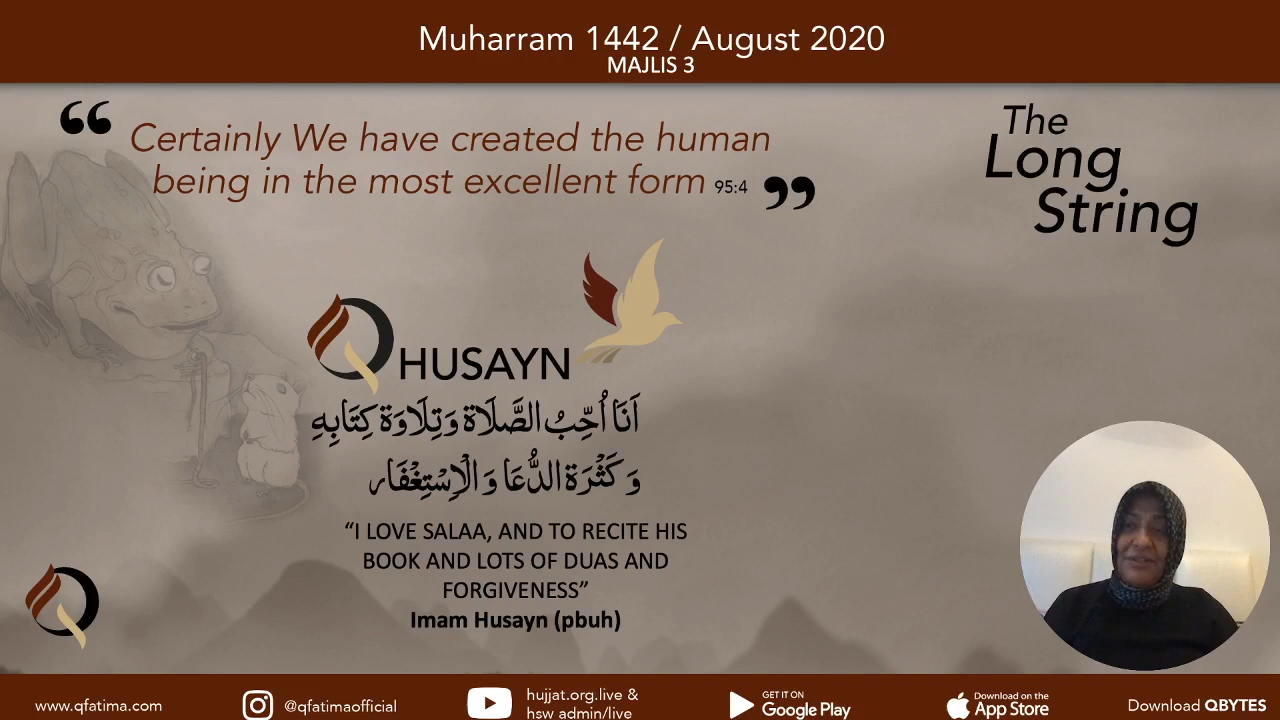 Muharram 1442 / August 2020
MAJLIS 3
“ Certainly We have created the human
being in the most excellent form 95:4 ”
The
Long
String
Q HUSAYN
اَنَا اُحِّبُ الصَّلَاة وَتِلَاوَة كِتَابِهِ
وَ كَثْرَة الدُّعَا وَ الْاِسْتِغْفَار
“I LOVE SALAA, AND TO RECITE HIS
BOOK AND LOTS OF DUAS AND
FORGIVENESS”
Imam Husayn (pbuh)
www.qfatima.com
@qfatimaofficial
hujjat.org.live &
hsw admin/live
GET IT ON
Google Play
Download on the
App Store
Download QBYTES